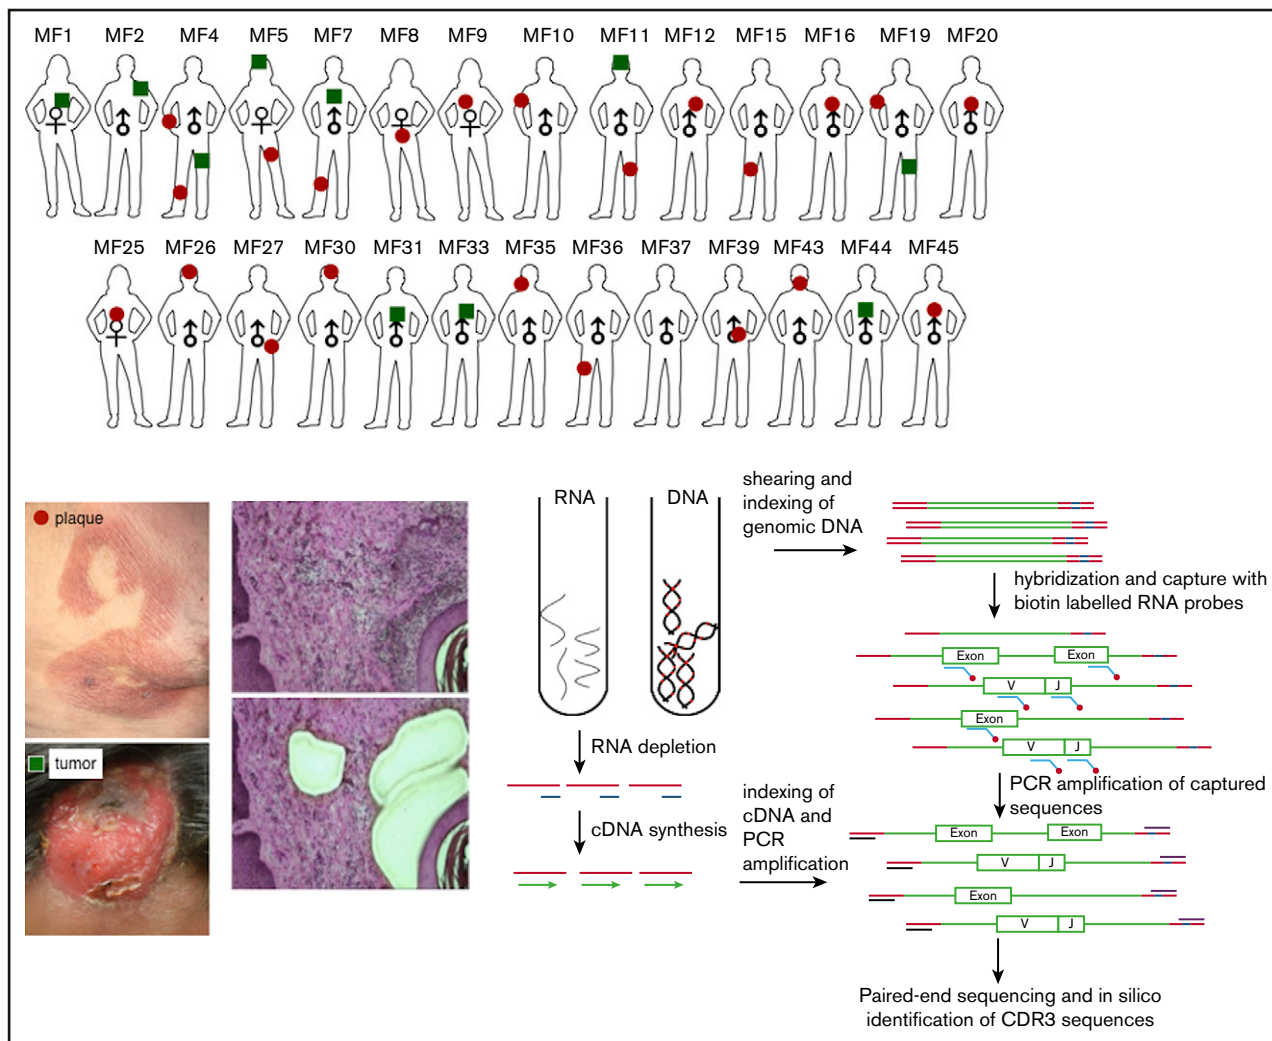 MF1 MF2 MF4 MF5 MF7 MF8 MF9 MF10 MF11 MF12 MF15 MF16 MF19 MF20
MF25 MF26 MF27 MF30 MF31 MF33 MF35 MF36 MF37 MF39 MF43 MF44 MF45
plaque
tumor
RNA
DNA
RNA depletion
cDNA synthesis
shearing and
indexing of
genomic DNA
hybridization and capture with
biotin labelled RNA probes
Exon Exon
V J
Exon
V J
PCR amplification of captured
sequences
indexing of
cDNA and
PCR
amplification
Exon Exon
V J
Exon
V J
Paired-end sequencing and in silico
identification of CDR3 sequences